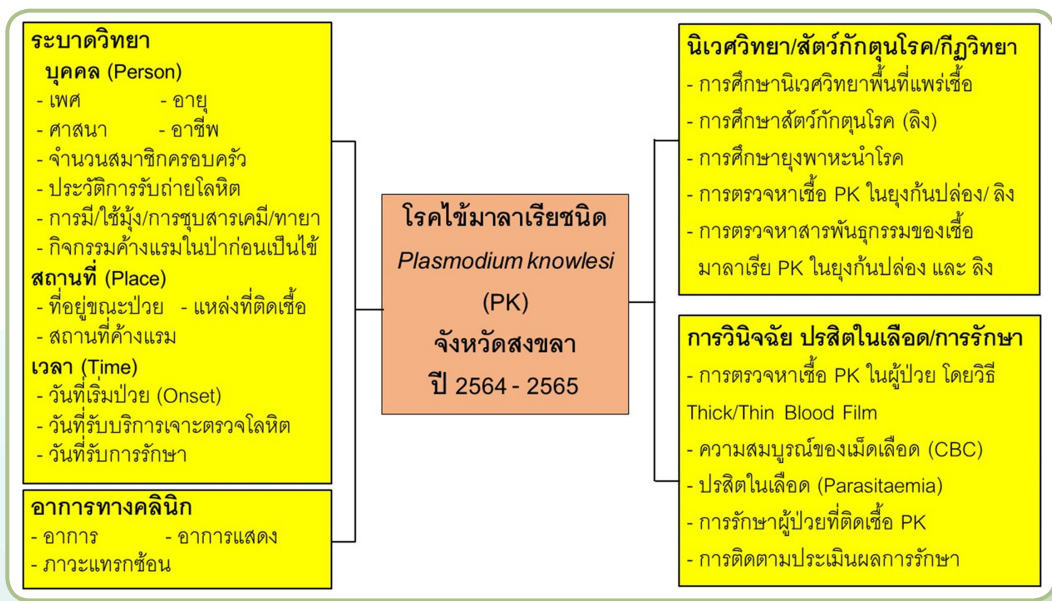 ระบาดวิทยา
บุคคล (Person)
- เพศ - อายุ
- ศาสนา - อาชีพ
- จำนวนสมาชิกครอบครัว
- ประวัติการรับถ่ายโลหิต
- การมี/ใช้มุ้ง/การชุบสารเคมี/ทายา
- กิจกรรมค้างแรมในป่าก่อนเป็นไข้
สถานที่ (Place)
- ที่อยู่ขณะป่วย - แหล่งที่ติดเชื้อ
- สถานที่ค้างแรม
เวลา (Time)
- วันที่เริ่มป่วย (Onset)
- วันที่รับบริการเจาะตรวจโลหิต
- วันที่รับการรักษา
อาการทางคลินิก
- อาการ - อาการแสดง
- ภาวะแทรกซ้อน
โรคไข้มาลาเรียชนิด
Plasmodium knowlesi
(PK)
จังหวัดสงขลา
ปี 2564 - 2565
นิเวศวิทยา/สัตว์กักตุนโรค/กีฏวิทยา
- การศึกษานิเวศวิทยาพื้นที่แพร่เชื้อ
- การศึกษาสัตว์กักตุนโรค (ลิง)
- การศึกษายุงพาหะนำโรค
- การตรวจหาเชื้อ PK ในยุงก้นปล่อง/ ลิง
- การตรวจหาสารพันธุกรรมของเชื้อ
มาลาเรีย PK ในยุงก้นปล่อง และ ลิง
การวินิจฉัย ปรสิตในเลือด/การรักษา
- การตรวจหาเชื้อ PK ในผู้ป่วย โดยวิธี
Thick/Thin Blood Film
- ความสมบูรณ์ของเม็ดเลือด (CBC)
- ปรสิตในเลือด (Parasitaemia)
- การรักษาผู้ป่วยที่ติดเชื้อ PK
- การติดตามประเมินผลการรักษา